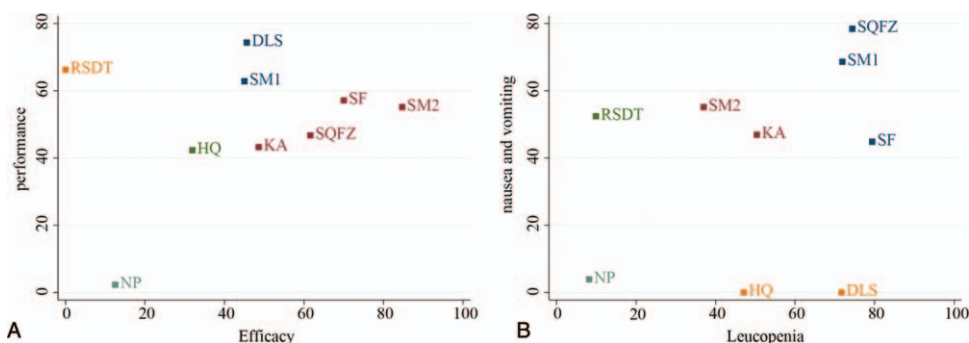 80
DLS
RSDT
SM1
60
SF
SM2
SQFZ
HQ
KA
40
20
NP
0
performance
0 20 40 60 80 100
Efficacy
A
80
SQFZ
SM1
60
SM2
RSDT
KA
SF
40
20
NP
HQ
DLS
0
nausea and vomiting
0 20 40 60 80 100
Leucopenia
B